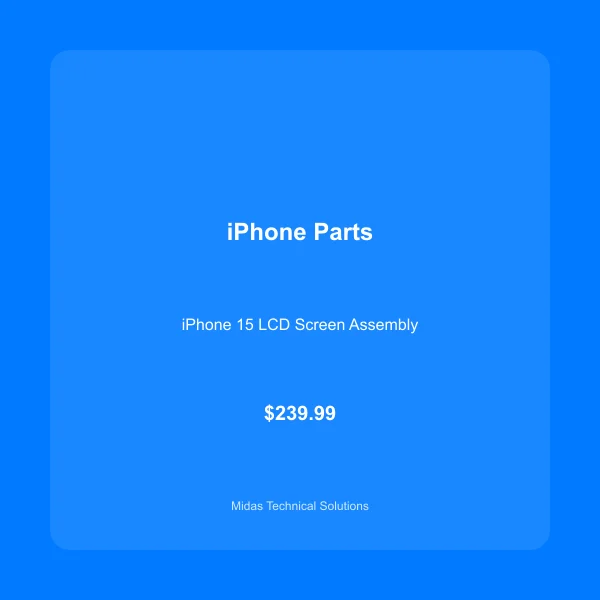 iPhone Parts
iPhone 15 LCD Screen Assembly
$239.99
Midas Technical Solutions